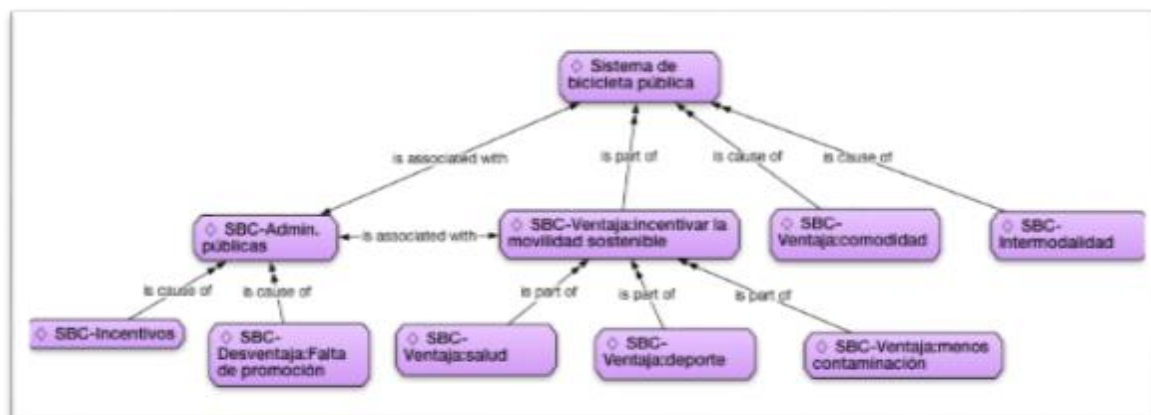 Sistema de
bicicleta pública
is associated with
is part of
is cause of
is cause of
SBC-Admin.
públicas
is associated with
SBC-Ventaja:incentivar la
movilidad sostenible
SBC-
Ventaja:comodidad
SBC-
Intermodalidad
is cause of
is cause of
is part of
is part of
is part of
SBC-Incentivos
SBC-
Desventaja:Falta
de promoción
SBC-
Ventaja:salud
SBC-
Ventaja:deporte
SBC-Ventaja:menos
contaminación